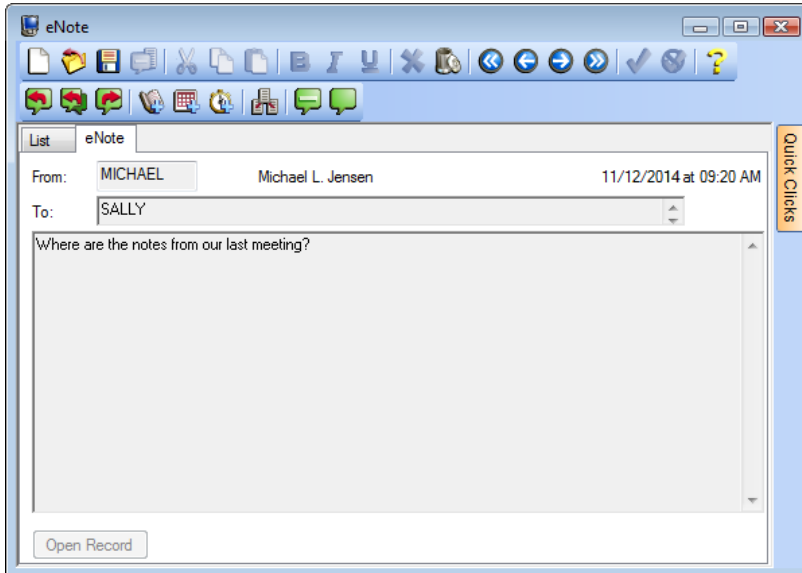 eNote
B I U
?
List eNote
From: MICHAEL Michael L. Jensen 11/12/2014 at 09:20 AM
To: SALLY
Where are the notes from our last meeting?
Open Record
Quick Clicks